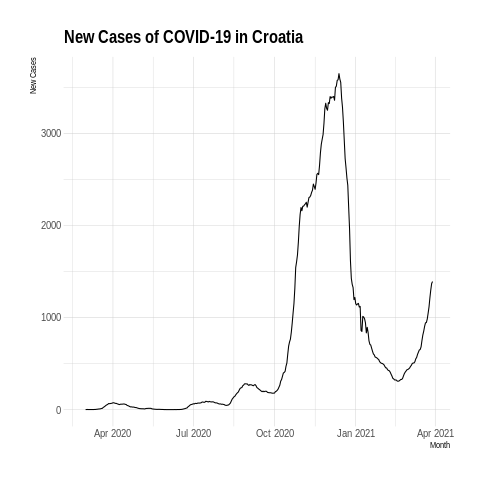 New Cases of COVID-19 in Croatia
New Cases
3000
2000
1000
0
Apr 2020 Jul 2020 Oct 2020 Jan 2021 Apr 2021
Month